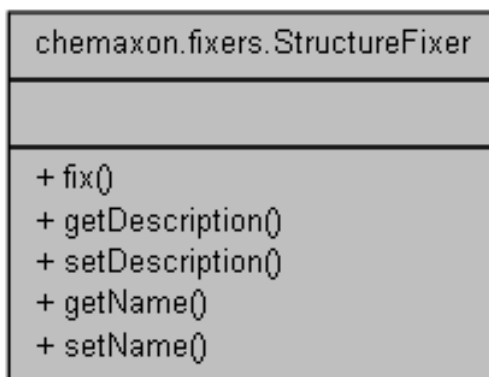 chemaxon.fixers.StructureFixer
+ fix()
+ getDescription()
+ setDescription()
+ getName()
+ setName()